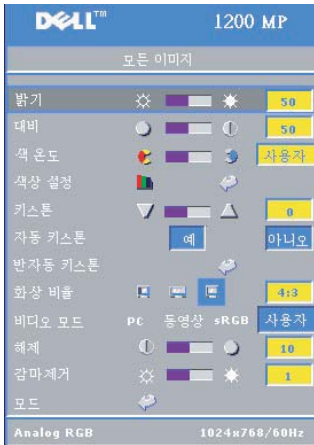 DELL™ 1200 MP
모든 이미지
밝기 50
대비 50
색 온도 사용자
색상 설정
키스톤 0
자동 키스톤 예 아니오
반자동 키스톤
화상 비율 4:3
비디오 모드 PC 동영상 sRGB 사용자
해제 10
감마제거 1
모드
Analog RGB 1024x768/60Hz